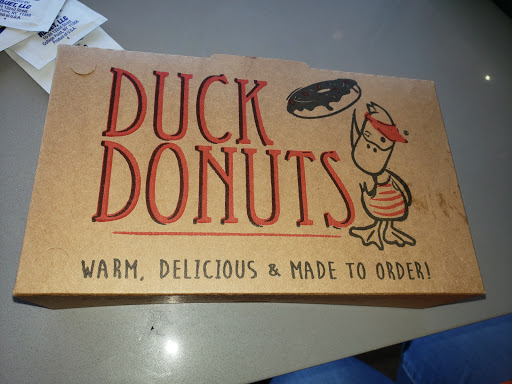 DUCK
DONUTS
WARM, DELICIOUS & MADE TO ORDER!